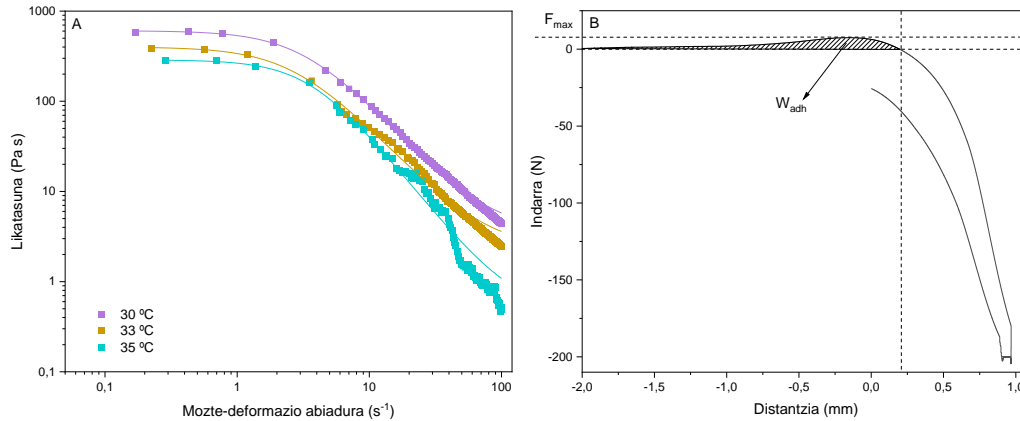 A
1000
100
10
1
0,1
Likatasuna (Pa s)
30 ºC
33 ºC
35 ºC
0,1
1
10
100
Mozte-deformazio abiadura (s⁻¹)
B
Fmax
0
-50
-100
-150
-200
Indarra (N)
Wadh
-2,0
-1,5
-1,0
-0,5
0,0
0,5
1,0
Distantzia (mm)